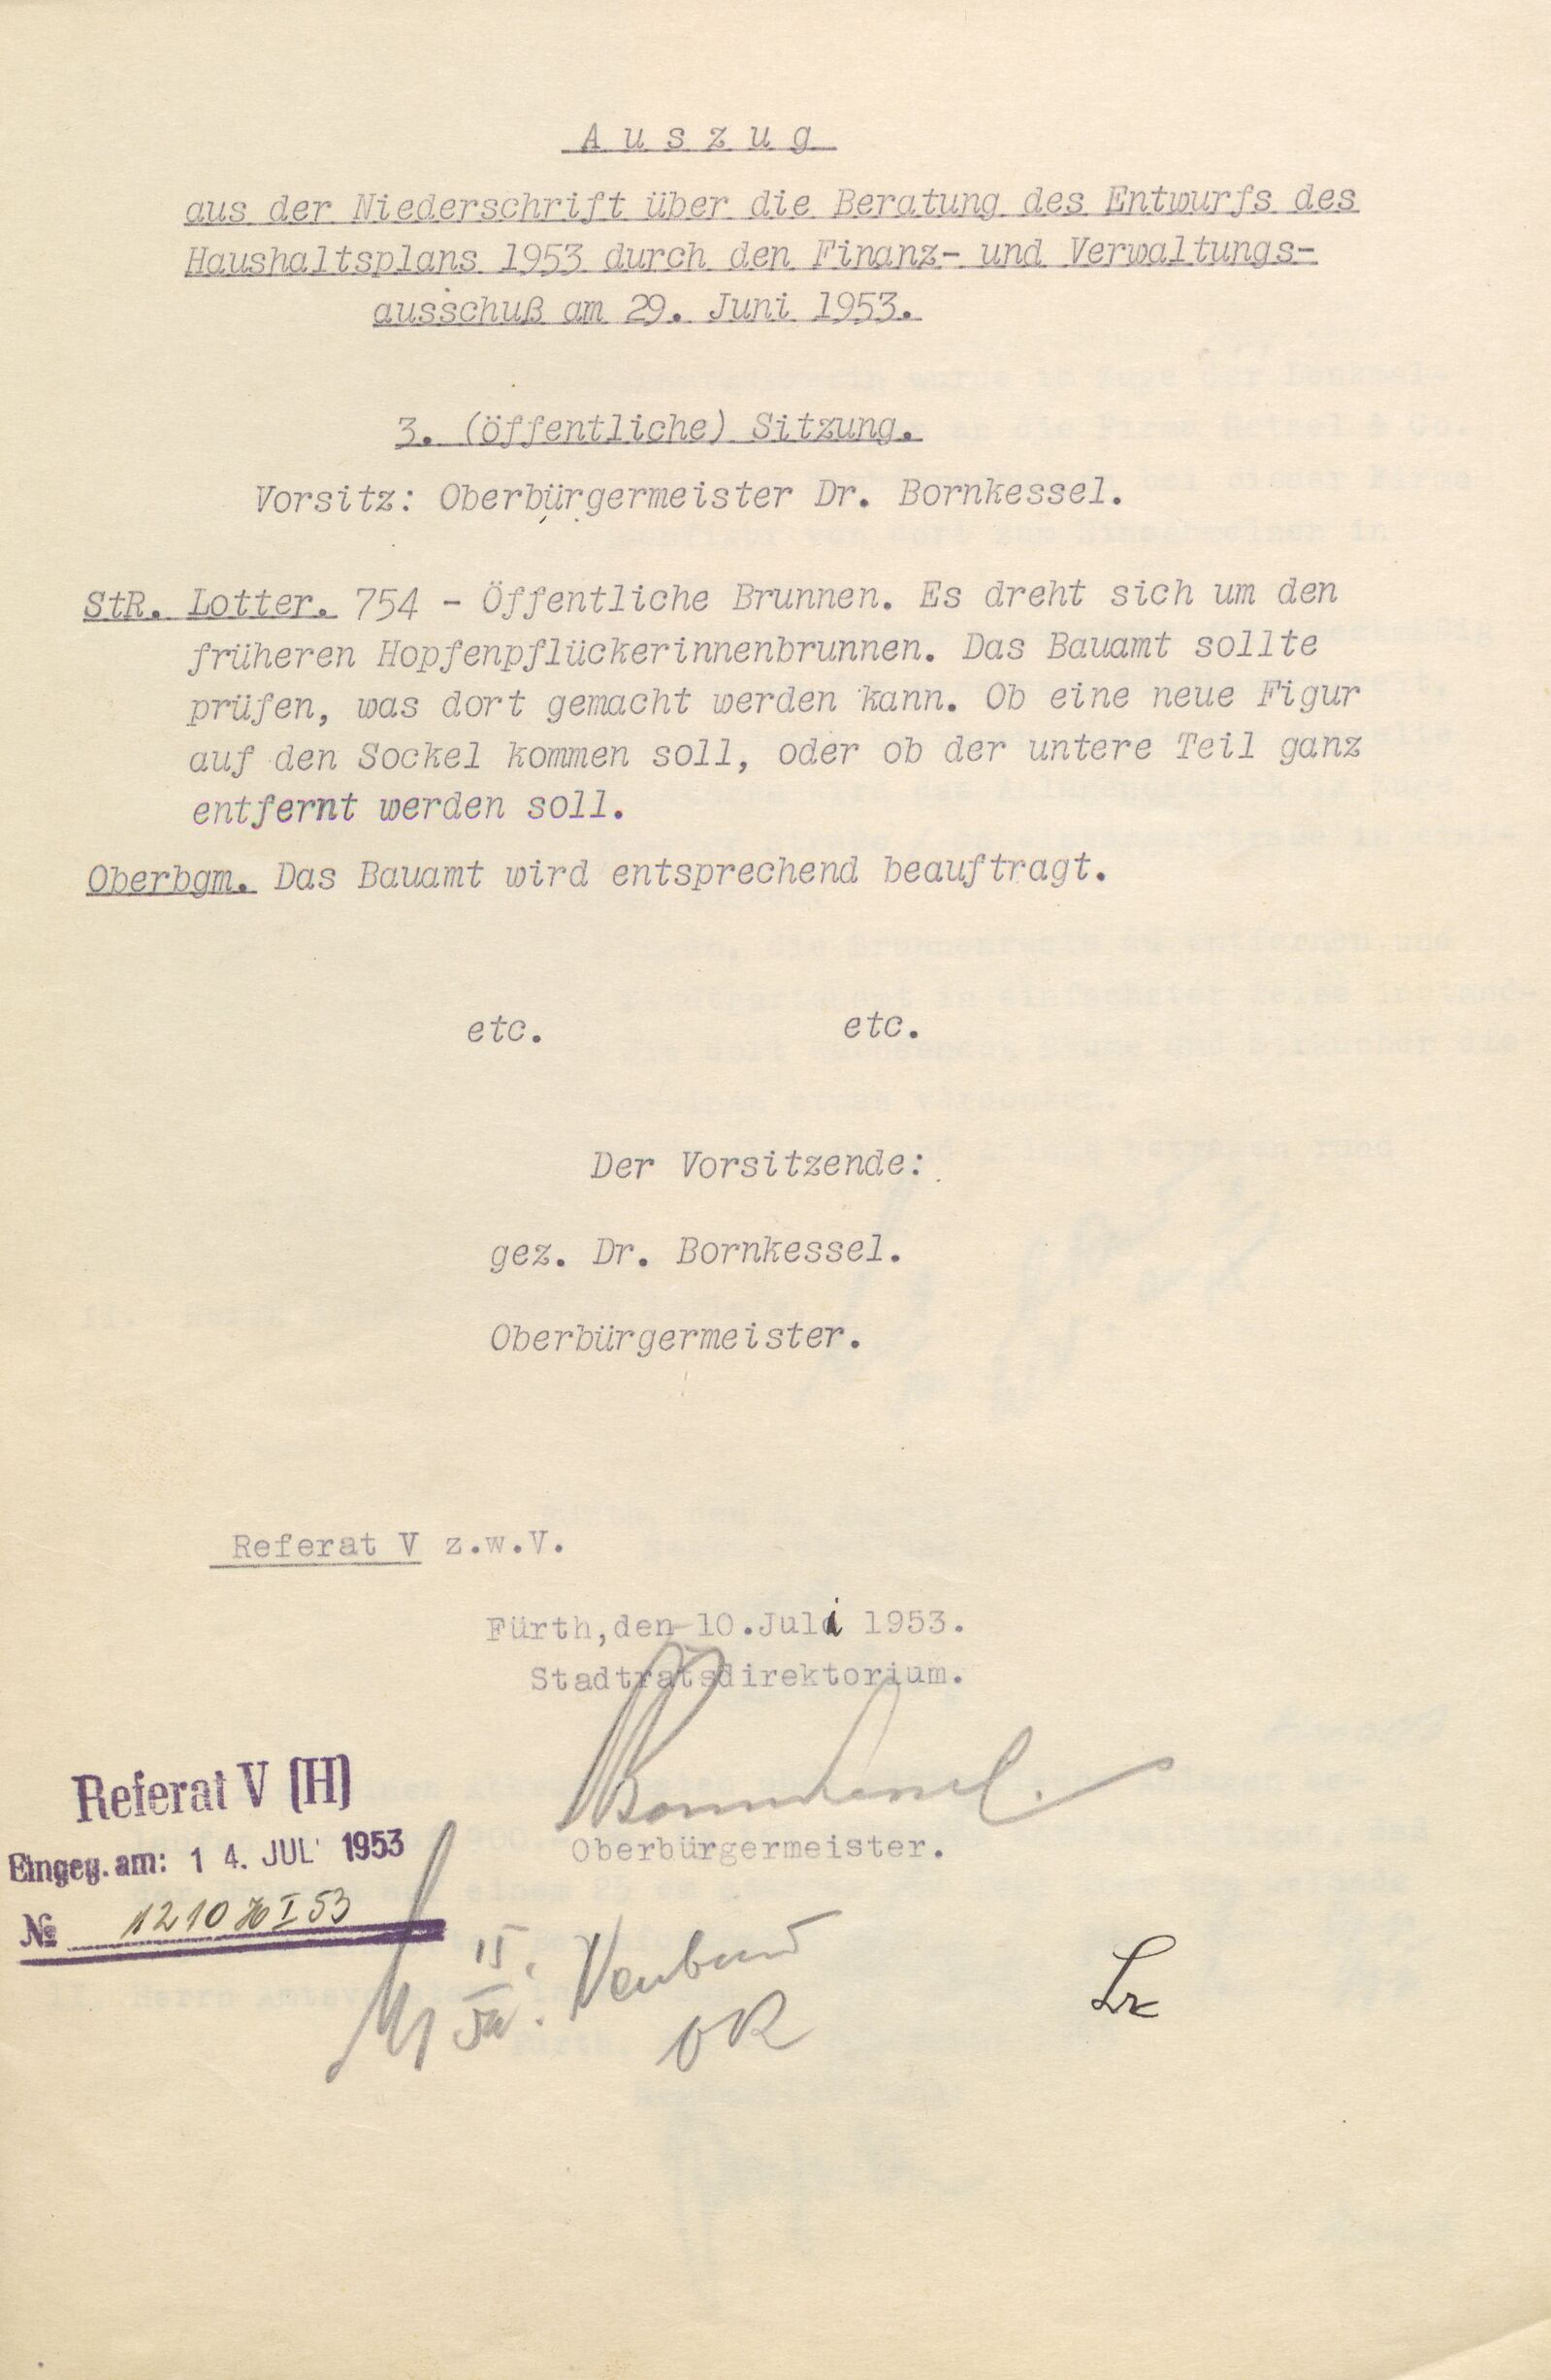 A u s z u g
aus der Niederschrift über die Beratung des Entwurfs des
Haushaltsplans 1953 durch den Finanz- und Verwaltungs-
ausschuß am 29. Juni 1953.
3. (öffentliche) Sitzung.
Vorsitz: Oberbürgermeister Dr. Bornkessel.
StR. Lotter. 754 - Öffentliche Brunnen. Es dreht sich um den
früheren Hopfenpflückerinnenbrunnen. Das Bauamt sollte
prüfen, was dort gemacht werden kann. Ob eine neue Figur
auf den Sockel kommen soll, oder ob der untere Teil ganz
entfernt werden soll.
Oberbgm. Das Bauamt wird entsprechend beauftragt.
etc. etc.
Der Vorsitzende:
gez. Dr. Bornkessel.
Oberbürgermeister.
Referat V z.w.V.
Fürth,den 10.Juli 1953.
Stadtratsdirektorium.
Bornkessel.
Oberbürgermeister.
Referat V (H)
Eingeg. am: 14. JUL 1953
№ 1210 I 53